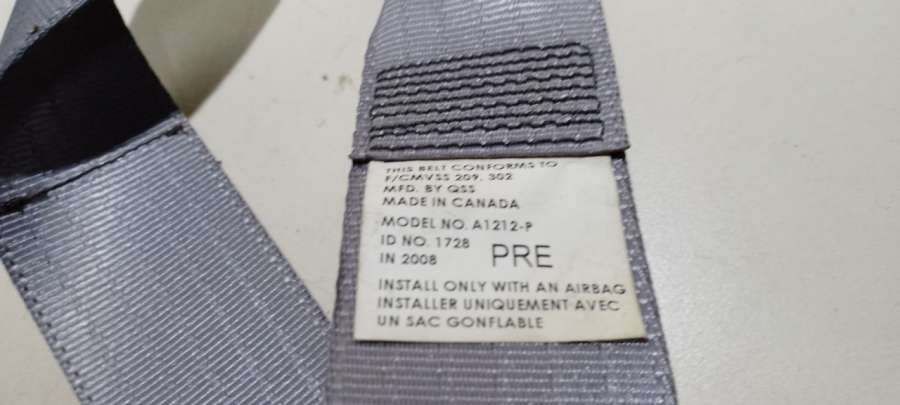 THIS BELT CONFORMS TO
F/CMVSS 209, 302
MFD. BY QSS
MADE IN CANADA
MODEL NO. A1212-P
ID NO. 1728
IN 2008 PRE
INSTALL ONLY WITH AN AIRBAG
INSTALLER UNIQUEMENT AVEC
UN SAC GONFLABLE